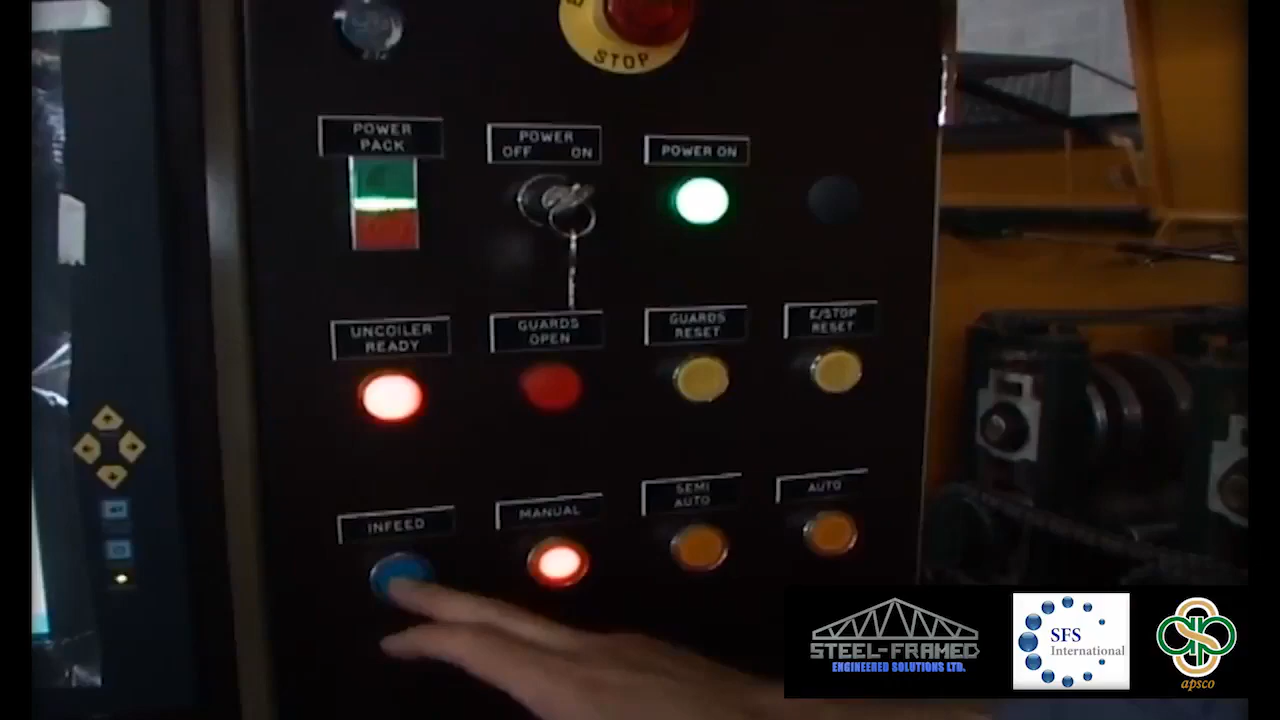 STOP
POWER
PACK
POWER
OFF ON
POWER ON
UNCOILER
READY
GUARDS
OPEN
GUARDS
RESET
E/STOP
RESET
INFEED
MANUAL
SEMI
AUTO
AUTO
STEEL-FRAMED
ENGINEERED SOLUTIONS LTD.
SFS
International
apsco